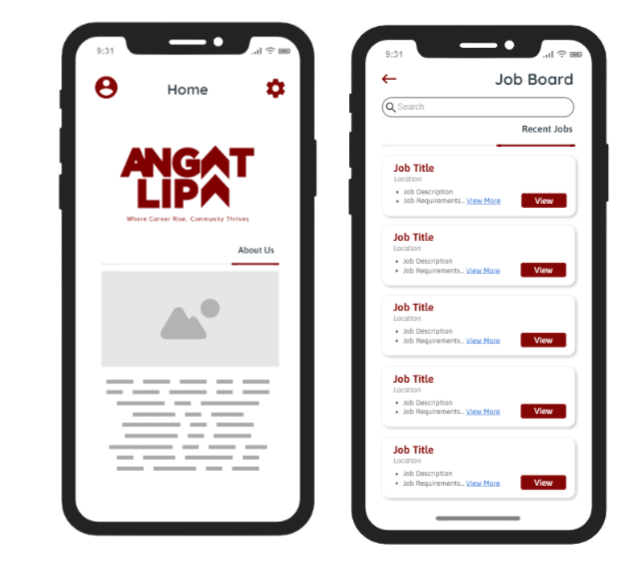 9:31
Home
ANGAT
LIPA
Where Career Rise, Community Thrives
About Us
9:31
Job Board
Search
Recent Jobs
Job Title
Location
• Job Description
• Job Requirements... View More
View
Job Title
Location
• Job Description
• Job Requirements... View More
View
Job Title
Location
• Job Description
• Job Requirements... View More
View
Job Title
Location
• Job Description
• Job Requirements... View More
View
Job Title
Location
• Job Description
• Job Requirements... View More
View